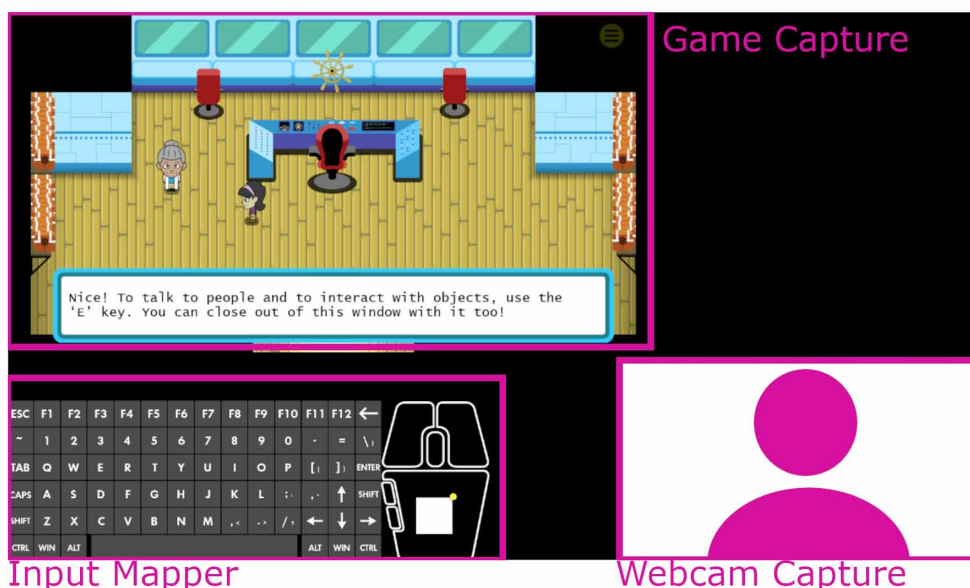 Game Capture
Nice! To talk to people and to interact with objects, use the
'E' key. You can close out of this window with it too!
ESC F1 F2 F3 F4 F5 F6 F7 F8 F9 F10 F11 F12 ←
~ 1 2 3 4 5 6 7 8 9 0 - = \
TAB Q W E R T Y U I O P [ ] ENTER
CAPS A S D F G H J K L ; ↑ SHIFT
SHIFT Z X C V B N M , < . > / ? ← ↓ →
CTRL WIN ALT ALT WIN CTRL
Input Mapper
Webcam Capture